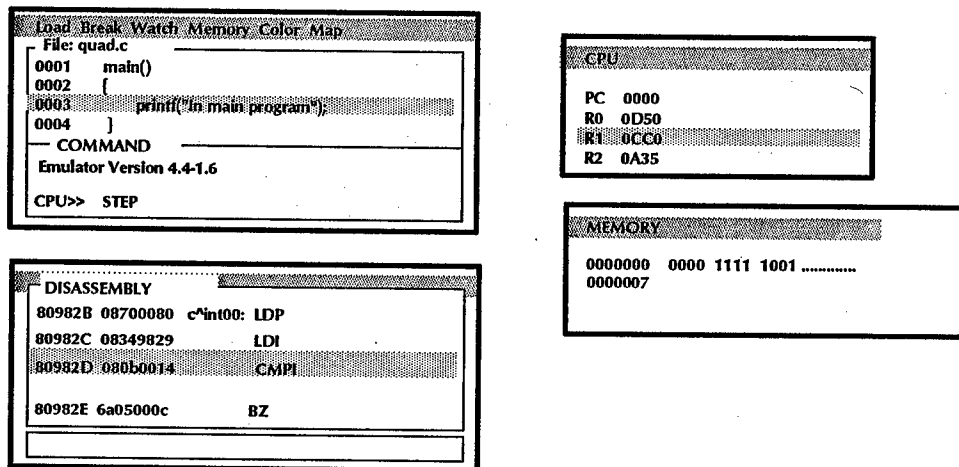 Load Break Watch Memory Color Map
File: quad.c
0001 main()
0002 {
0003 printf("In main program");
0004 }
COMMAND
Emulator Version 4.4-1.6
CPU>> STEP
CPU
PC 0000
R0 0D50
R1 0CC0
R2 0A35
MEMORY
0000000 0000 1111 1001 .............
0000007
DISASSEMBLY
80982B 08700080 c^int00: LDP
80982C 08349829 LDI
80982D 080b0014 CMPI
80982E 6a05000c BZ